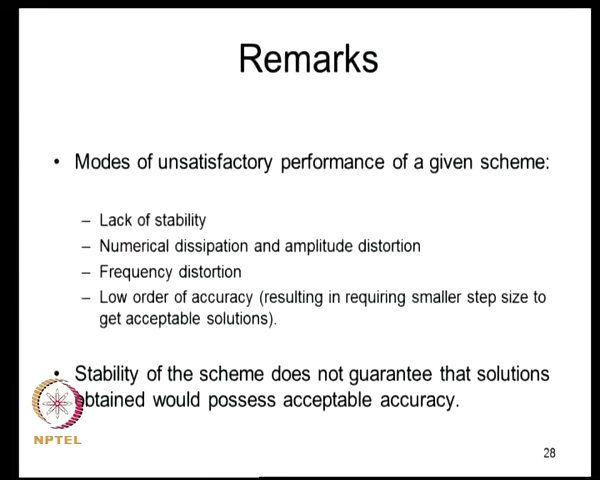 Remarks
• Modes of unsatisfactory performance of a given scheme:
– Lack of stability
– Numerical dissipation and amplitude distortion
– Frequency distortion
– Low order of accuracy (resulting in requiring smaller step size to
get acceptable solutions).
• Stability of the scheme does not guarantee that solutions
obtained would possess acceptable accuracy.
NPTEL
28